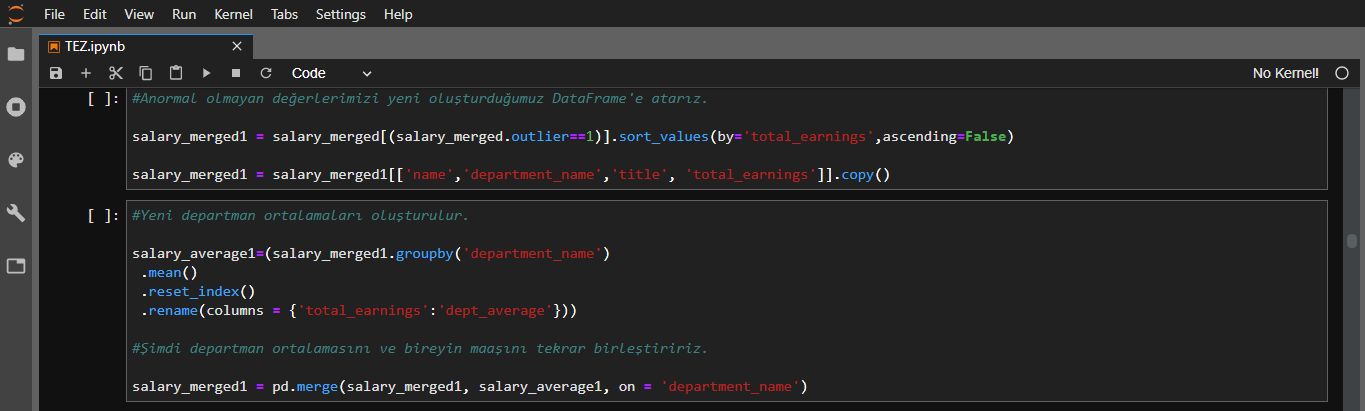 File Edit View Run Kernel Tabs Settings Help
TEZ.ipynb
Code
No Kernel!
[ ]: #Anormal olmayan değerlerimizi yeni oluşturduğumuz DataFrame'e atarız.
salary_merged1 = salary_merged[(salary_merged.outlier==1)].sort_values(by='total_earnings',ascending=False)
salary_merged1 = salary_merged1[['name','department_name','title', 'total_earnings']].copy()
[ ]: #Yeni departman ortalamaları oluşturulur.
salary_average1=(salary_merged1.groupby('department_name')
.mean()
.reset_index()
.rename(columns = {'total_earnings':'dept_average'}))
#Şimdi departman ortalamasını ve bireyin maaşını tekrar birleştiririz.
salary_merged1 = pd.merge(salary_merged1, salary_average1, on = 'department_name')